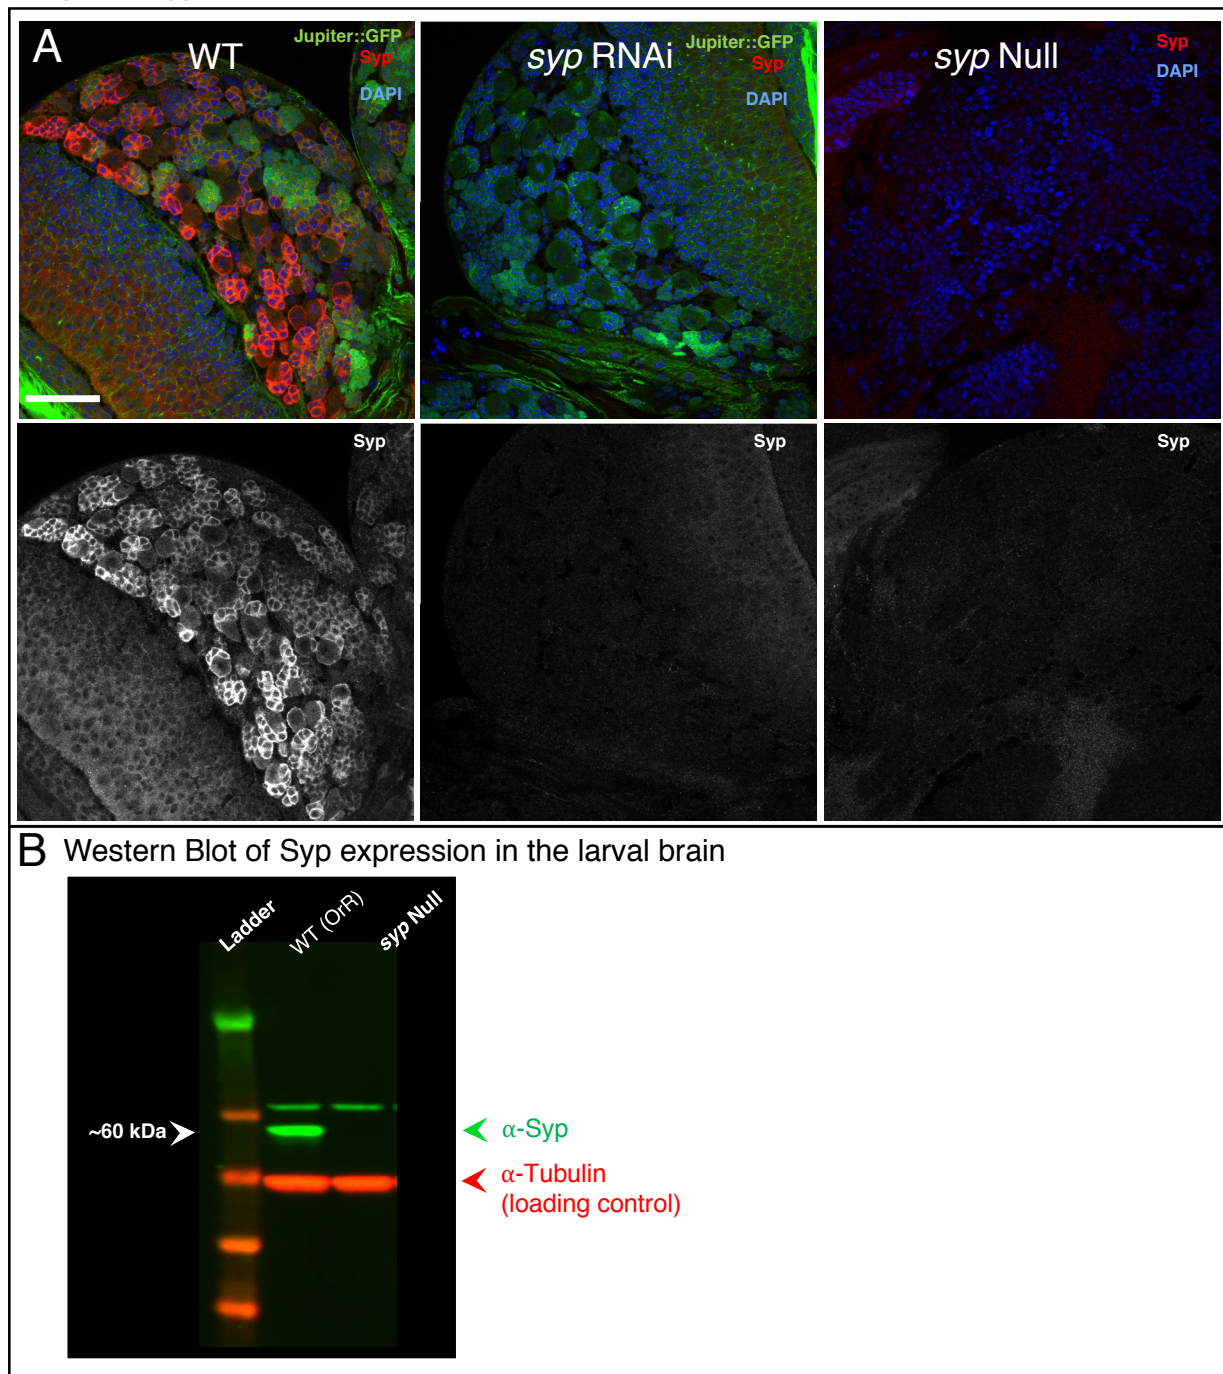 A
WT
Jupiter::GFP
Syp
DAPI
syp RNAi
Jupiter::GFP
Syp
DAPI
syp Null
Syp
DAPI
Syp
Syp
Syp
B Western Blot of Syp expression in the larval brain
Ladder
WT (OrR)
syp Null
~60 kDa
α-Syp
α-Tubulin
(loading control)